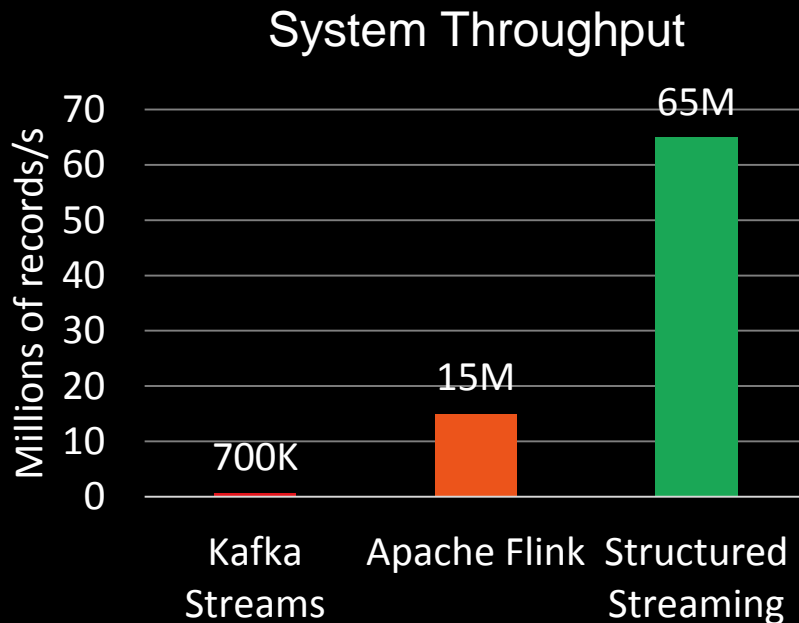 System Throughput
Millions of records/s
70
60
50
40
30
20
10
0
700K
15M
65M
Kafka
Streams
Apache Flink
Structured
Streaming